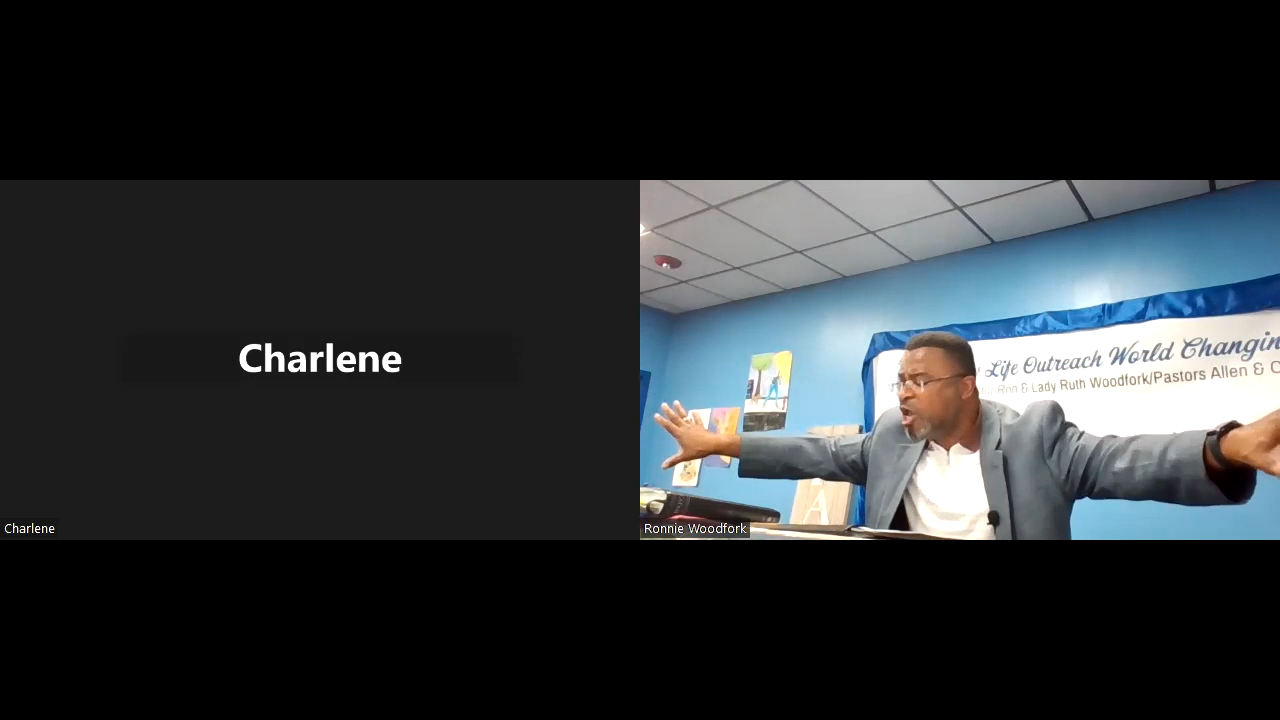 Charlene
Charlene
Life Outreach World Changin
Ron & Lady Ruth Woodfork/Pastors Allen & C
A
Ronnie Woodfork